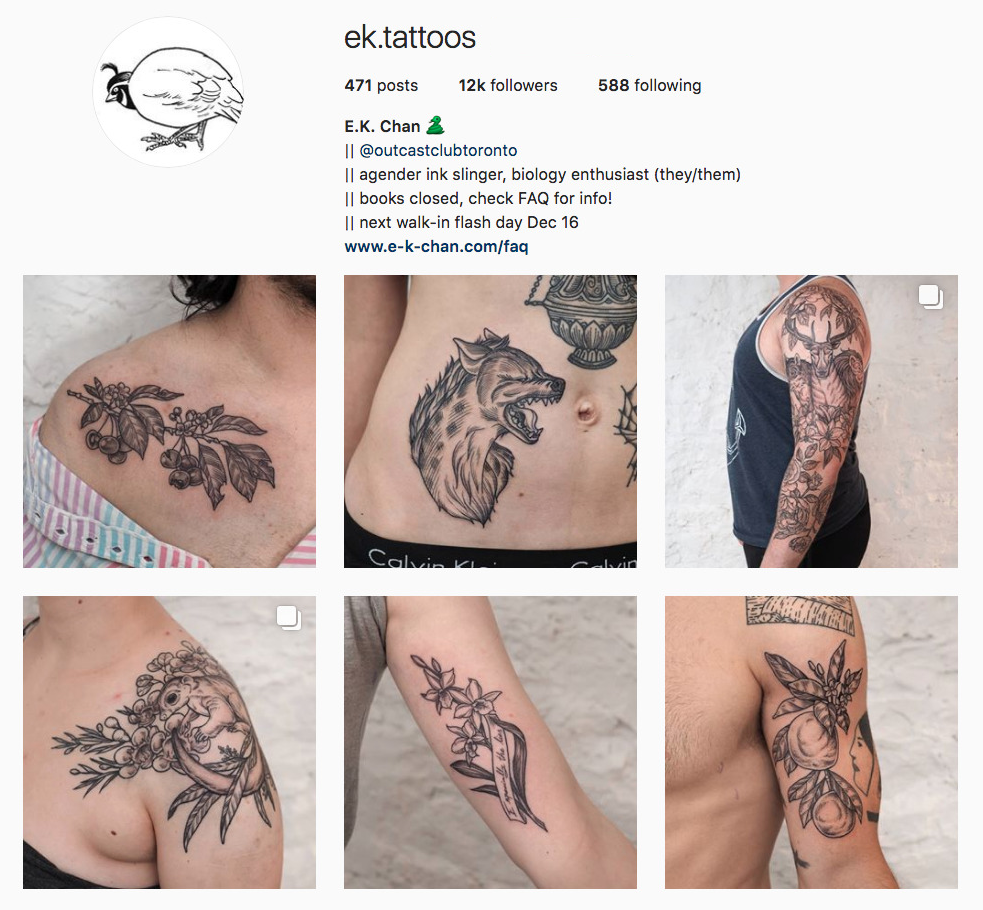 ek.tattoos
471 posts 12k followers 588 following
E.K. Chan
|| @outcastclubtoronto
|| agender ink slinger, biology enthusiast (they/them)
|| books closed, check FAQ for info!
|| next walk-in flash day Dec 16
www.e-k-chan.com/faq
Calvin Klein Calvin